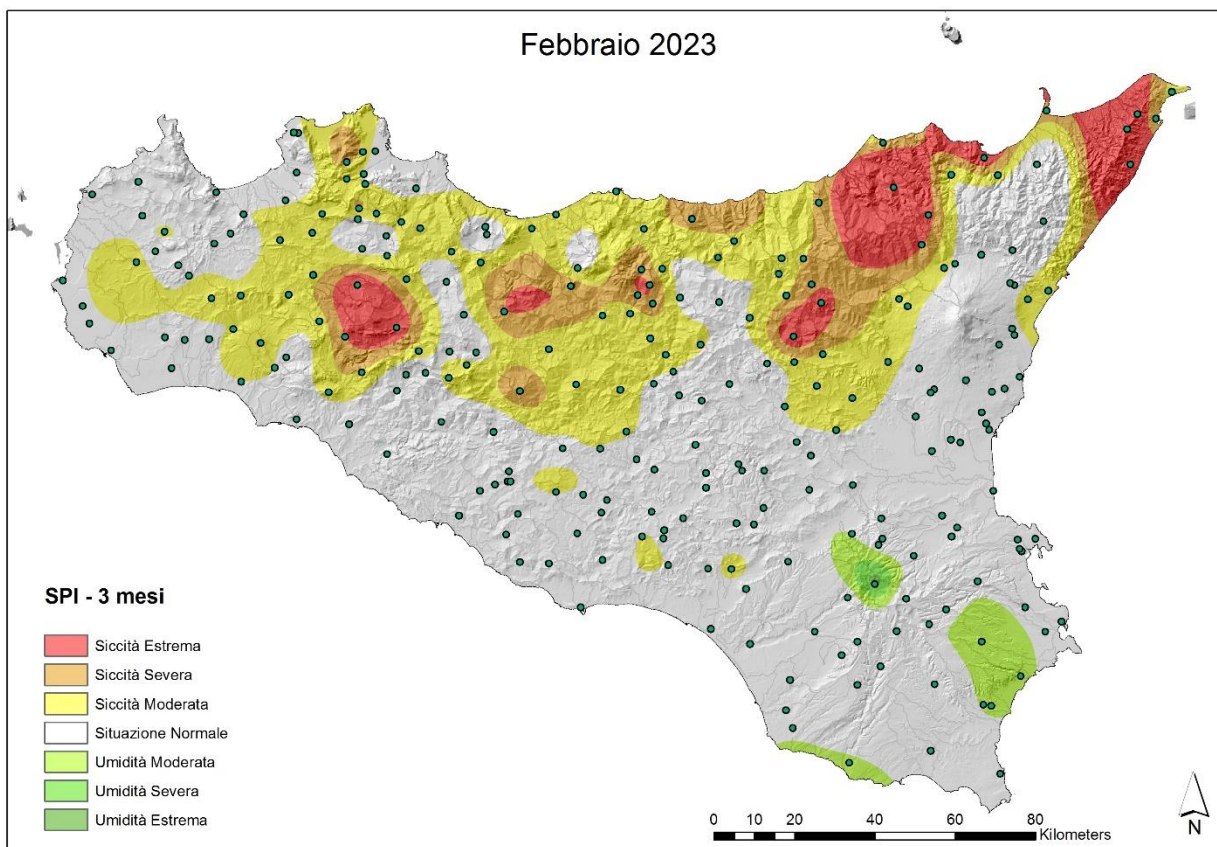 Febbraio 2023
SPI - 3 mesi
Siccità Estrema
Siccità Severa
Siccità Moderata
Situazione Normale
Umidità Moderata
Umidità Severa
Umidità Estrema
0 10 20 40 60 80
Kilometers
N